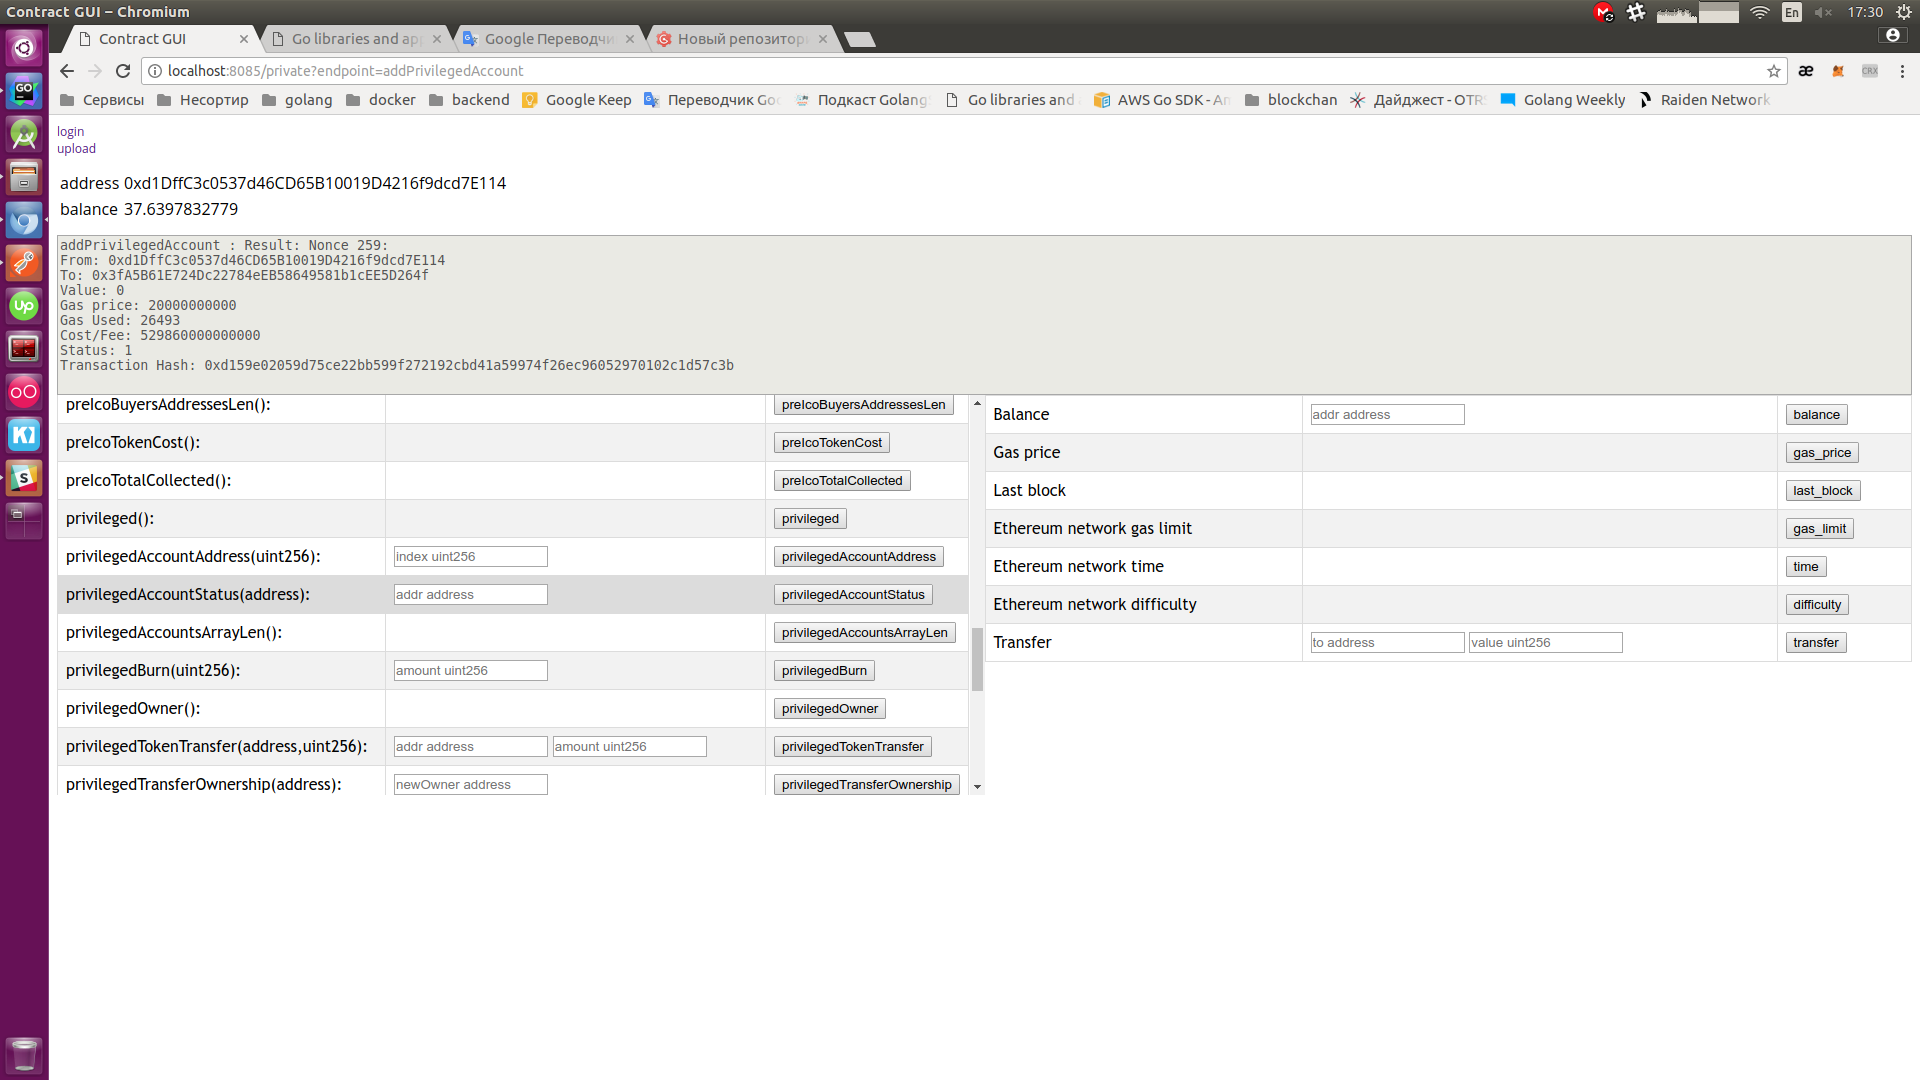 Contract GUI – Chromium
En
17:30
Contract GUI
Go libraries and app
Google Переводчи
Новый репозитори
localhost:8085/private?endpoint=addPrivilegedAccount
CRX
Сервисы
Несортир
golang
docker
backend
Google Keep
Переводчик Goo
Подкаст Golang
Go libraries and
AWS Go SDK - Am
blockchan
Дайджест - OTR
Golang Weekly
Raiden Network
login
upload
address 0xd1DffC3c0537d46CD65B10019D4216f9dcd7E114
balance 37.6397832779
addPrivilegedAccount : Result: Nonce 259:
From: 0xd1DffC3c0537d46CD65B10019D4216f9dcd7E114
To: 0x3fA5B61E724Dc22784eEB58649581b1cEE5D264f
Value: 0
Gas price: 20000000000
Gas Used: 26493
Cost/Fee: 529860000000000
Status: 1
Transaction Hash: 0xd159e02059d75ce22bb599f272192cbd41a59974f26ec96052970102c1d57c3b
preIcoBuyersAddressesLen(): preIcoBuyersAddressesLen
preIcoTokenCost(): preIcoTokenCost
preIcoTotalCollected(): preIcoTotalCollected
privileged(): privileged
privilegedAccountAddress(uint256): index uint256 privilegedAccountAddress
privilegedAccountStatus(address): addr address privilegedAccountStatus
privilegedAccountsArrayLen(): privilegedAccountsArrayLen
privilegedBurn(uint256): amount uint256 privilegedBurn
privilegedOwner(): privilegedOwner
privilegedTokenTransfer(address,uint256): addr address amount uint256 privilegedTokenTransfer
privilegedTransferOwnership(address): newOwner address privilegedTransferOwnership
Balance addr address balance
Gas price gas_price
Last block last_block
Ethereum network gas limit gas_limit
Ethereum network time time
Ethereum network difficulty difficulty
Transfer to address value uint256 transfer